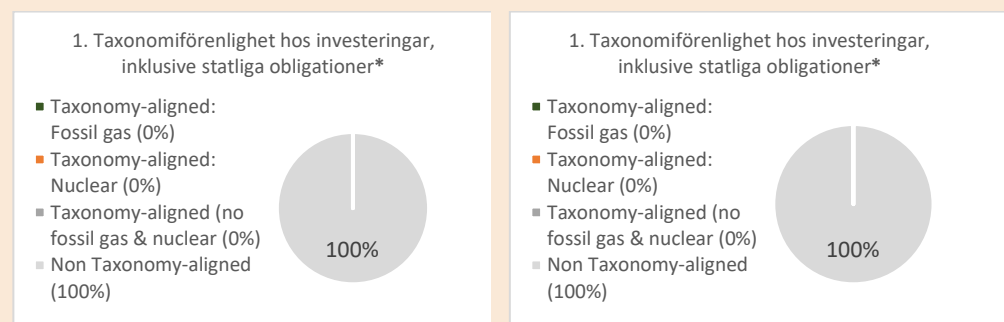 1. Taxonomiförenlighet hos investeringar,
inklusive statliga obligationer*
Taxonomy-aligned:
Fossil gas (0%)
Taxonomy-aligned:
Nuclear (0%)
Taxonomy-aligned (no
fossil gas & nuclear (0%)
Non Taxonomy-aligned
(100%)
100%
1. Taxonomiförenlighet hos investeringar,
inklusive statliga obligationer*
Taxonomy-aligned:
Fossil gas (0%)
Taxonomy-aligned:
Nuclear (0%)
Taxonomy-aligned (no
fossil gas & nuclear (0%)
Non Taxonomy-aligned
(100%)
100%